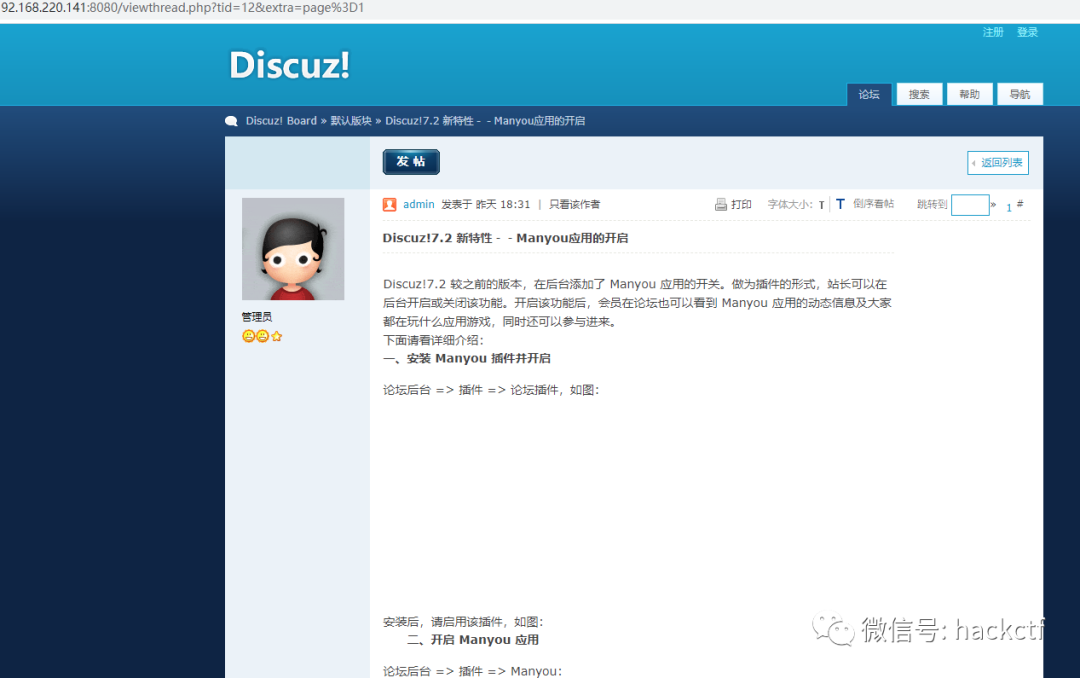 92.168.220.141:8080/viewthread.php?tid=12&extra=page%3D1
注册 登录
Discuz!
论坛 搜索 帮助 导航
Discuz! Board » 默认版块 » Discuz!7.2 新特性 - - Manyou应用的开启
发帖
返回列表
admin 发表于 昨天 18:31 | 只看该作者 打印 字体大小: T | T 倒序看帖 跳转到 » 1 #
Discuz!7.2 新特性 - - Manyou应用的开启
Discuz!7.2 较之前的版本，在后台添加了 Manyou 应用的开关。做为插件的形式，站长可以在
后台开启或关闭该功能。开启该功能后，会员在论坛也可以看到 Manyou 应用的动态信息及大家
都在玩什么应用游戏，同时还可以参与进来。
管理员
下面请看详细介绍：
一、安装 Manyou 插件并开启
论坛后台 => 插件 => 论坛插件，如图：
安装后，请启用该插件，如图：
二、开启 Manyou 应用
论坛后台 => 插件 => Manyou：
微信号: hackctf